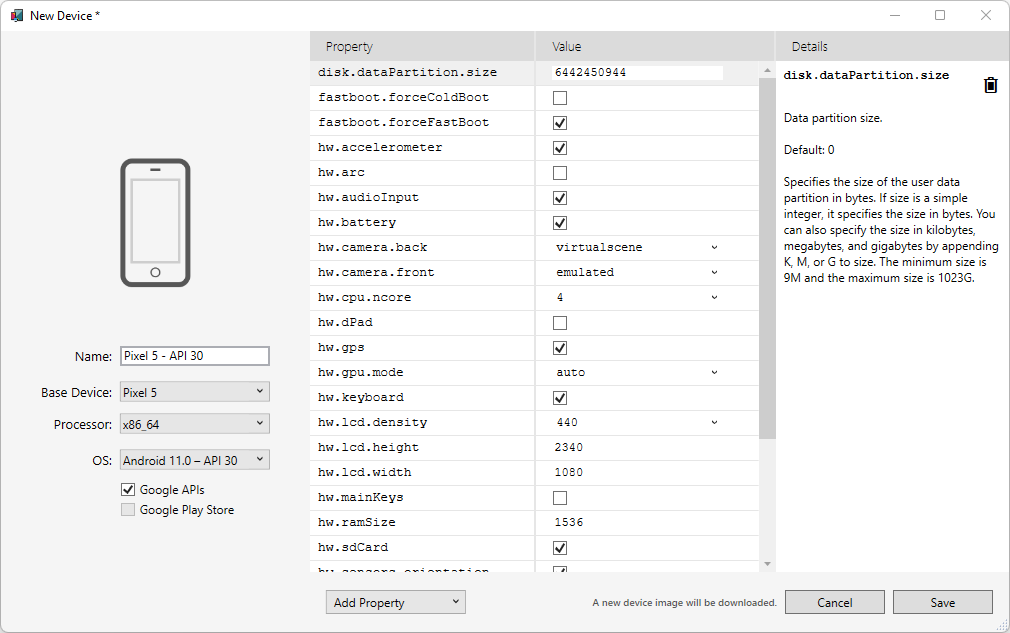 New Device *
Property Value Details
disk.dataPartition.size 6442450944
fastboot.forceColdBoot
fastboot.forceFastBoot
hw.accelerometer
hw.arc
hw.audioInput
hw.battery
hw.camera.back virtualscene
hw.camera.front emulated
hw.cpu.ncore 4
hw.dPad
hw.gps
hw.gpu.mode auto
hw.keyboard
hw.lcd.density 440
hw.lcd.height 2340
hw.lcd.width 1080
hw.mainKeys
hw.ramSize 1536
hw.sdCard
hw.sensors.orientation
disk.dataPartition.size
Data partition size.
Default: 0
Specifies the size of the user data
partition in bytes. If size is a simple
integer, it specifies the size in bytes. You
can also specify the size in kilobytes,
megabytes, and gigabytes by appending
K, M, or G to size. The minimum size is
9M and the maximum size is 1023G.
Name: Pixel 5 - API 30
Base Device: Pixel 5
Processor: x86_64
OS: Android 11.0 – API 30
Google APIs
Google Play Store
Add Property
A new device image will be downloaded.
Cancel
Save